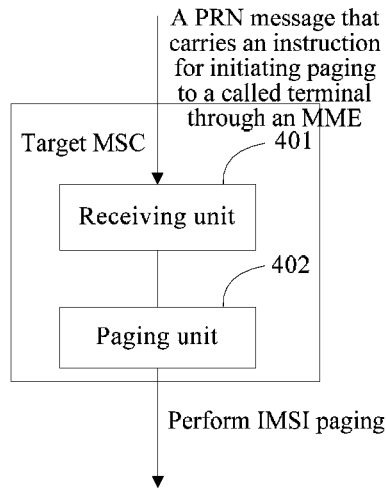 A PRN message that
carries an instruction
for initiating paging
to a called terminal
through an MME
Target MSC
401
Receiving unit
402
Paging unit
Perform IMSI paging